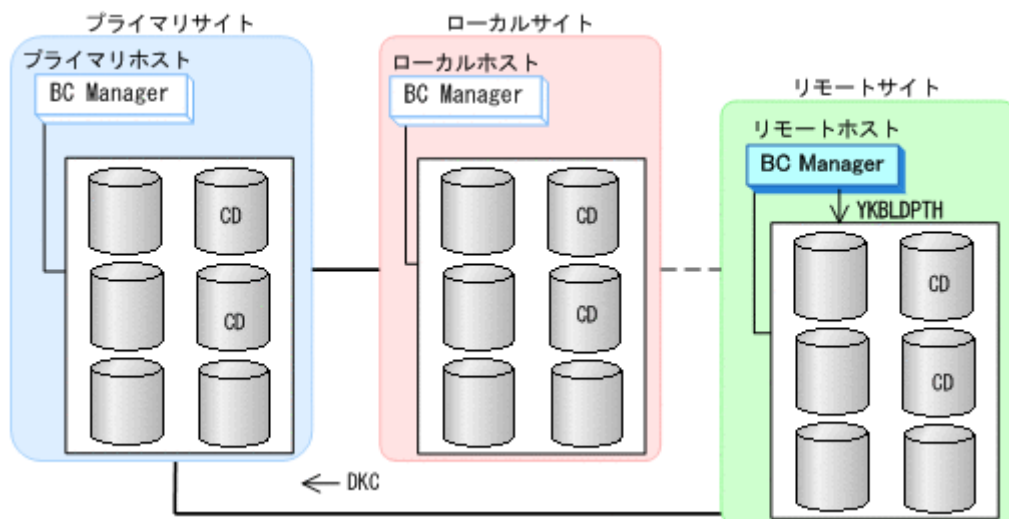 プライマリサイト
プライマリホスト
BC Manager
CD
CD
ローカルサイト
ローカルホスト
BC Manager
CD
CD
リモートサイト
リモートホスト
BC Manager
YKBLDPTH
CD
CD
DKC